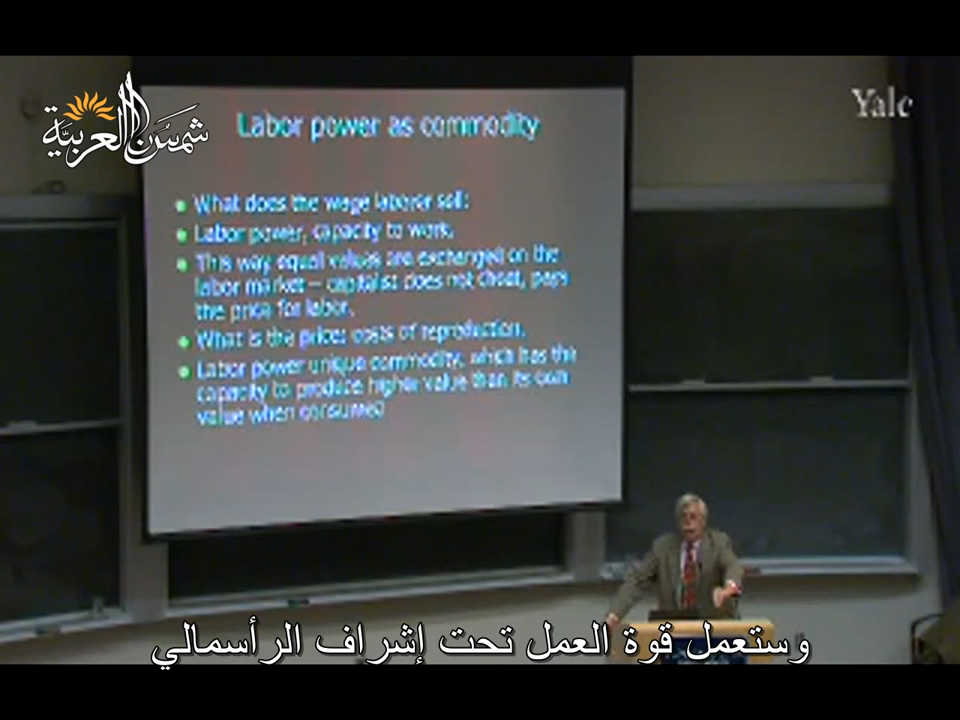 شمس العربية
Yale
Labor power as commodity
What does the wage laborer sell:
Labor power, capacity to work.
This way equal values are exchanged on the
labor market – capitalist does not cheat, pays
the price for labor.
What is the price: costs of reproduction.
Labor power unique commodity, which has the
capacity to produce higher value than its own
value when consumed
وستعمل قوة العمل تحت إشراف الرأسمالي